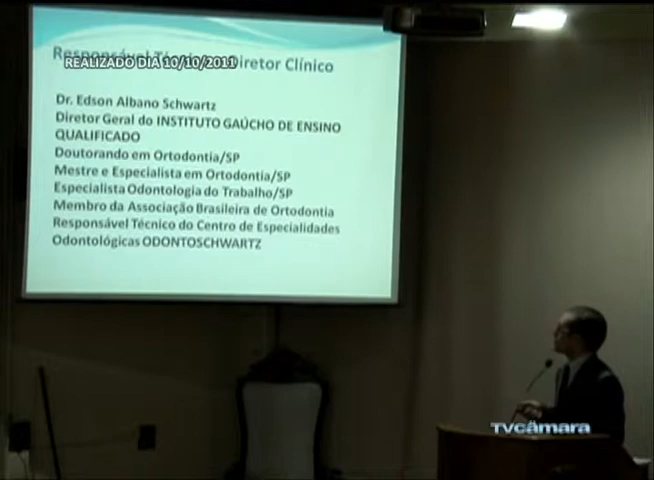 Responsável Técnico Diretor Clínico
REALIZADO DIA 10/10/2011
Dr. Edson Albano Schwartz
Diretor Geral do INSTITUTO GAÚCHO DE ENSINO
QUALIFICADO
Doutorando em Ortodontia/SP
Mestre e Especialista em Ortodontia/SP
Especialista Odontologia do Trabalho/SP
Membro da Associação Brasileira de Ortodontia
Responsável Técnico do Centro de Especialidades
Odontológicas ODONTOSCHWARTZ
TVCâmara